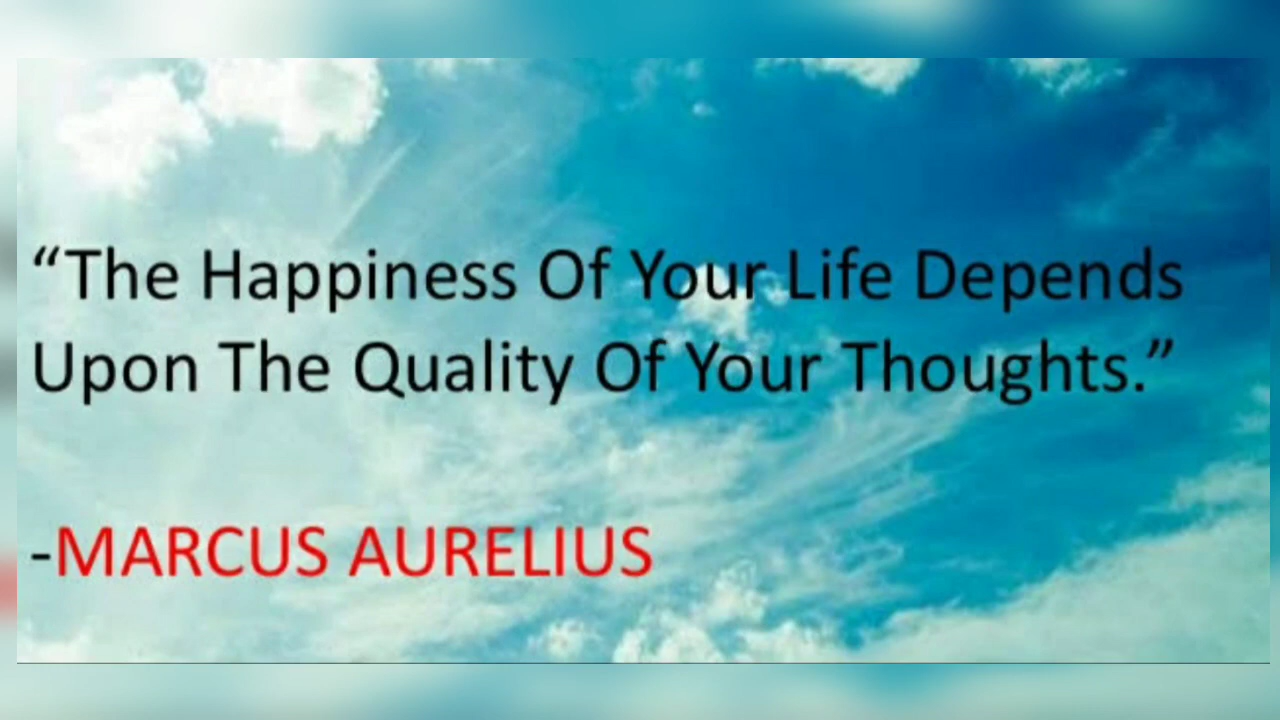 “The Happiness Of Your Life Depends
Upon The Quality Of Your Thoughts.”
-MARCUS AURELIUS